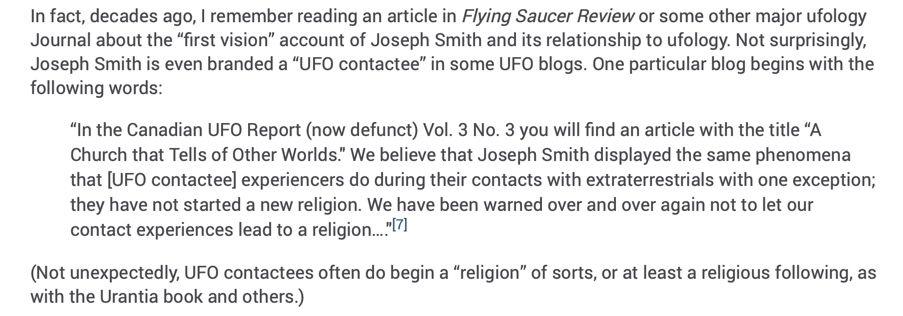 In fact, decades ago, I remember reading an article in Flying Saucer Review or some other major ufology
Journal about the “first vision” account of Joseph Smith and its relationship to ufology. Not surprisingly,
Joseph Smith is even branded a “UFO contactee” in some UFO blogs. One particular blog begins with the
following words:
“In the Canadian UFO Report (now defunct) Vol. 3 No. 3 you will find an article with the title “A
Church that Tells of Other Worlds.” We believe that Joseph Smith displayed the same phenomena
that [UFO contactee] experiencers do during their contacts with extraterrestrials with one exception;
they have not started a new religion. We have been warned over and over again not to let our
contact experiences lead to a religion….”[7]
(Not unexpectedly, UFO contactees often do begin a “religion” of sorts, or at least a religious following, as
with the Urantia book and others.)